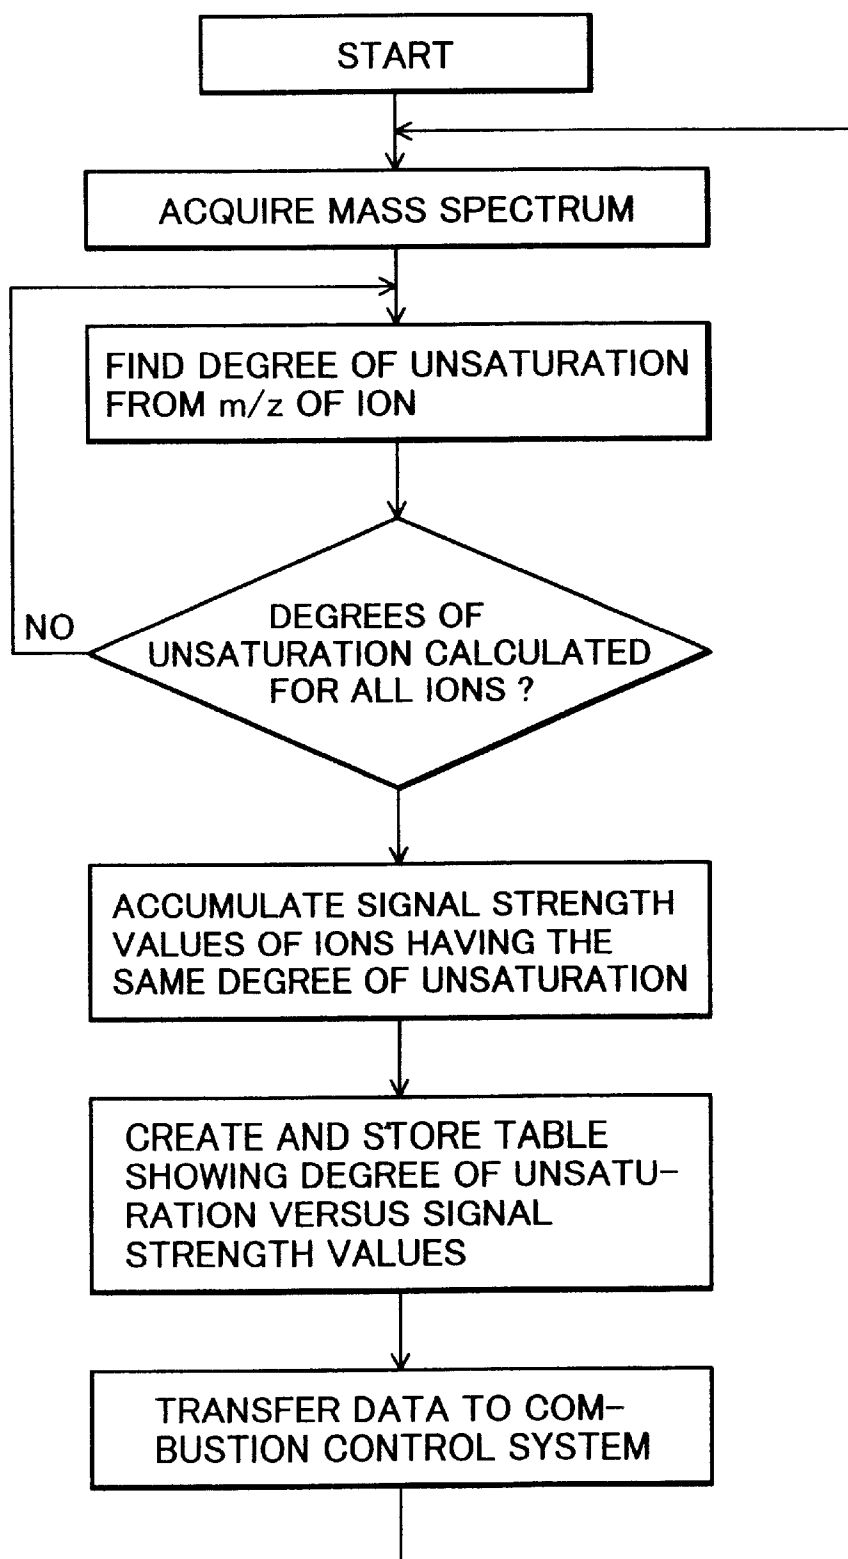 START
ACQUIRE MASS SPECTRUM
FIND DEGREE OF UNSATURATION
FROM m/z OF ION
NO
DEGREES OF
UNSATURATION CALCULATED
FOR ALL IONS ?
ACCUMULATE SIGNAL STRENGTH
VALUES OF IONS HAVING THE
SAME DEGREE OF UNSATURATION
CREATE AND STORE TABLE
SHOWING DEGREE OF UNSATU-
RATION VERSUS SIGNAL
STRENGTH VALUES
TRANSFER DATA TO COM-
BUSTION CONTROL SYSTEM